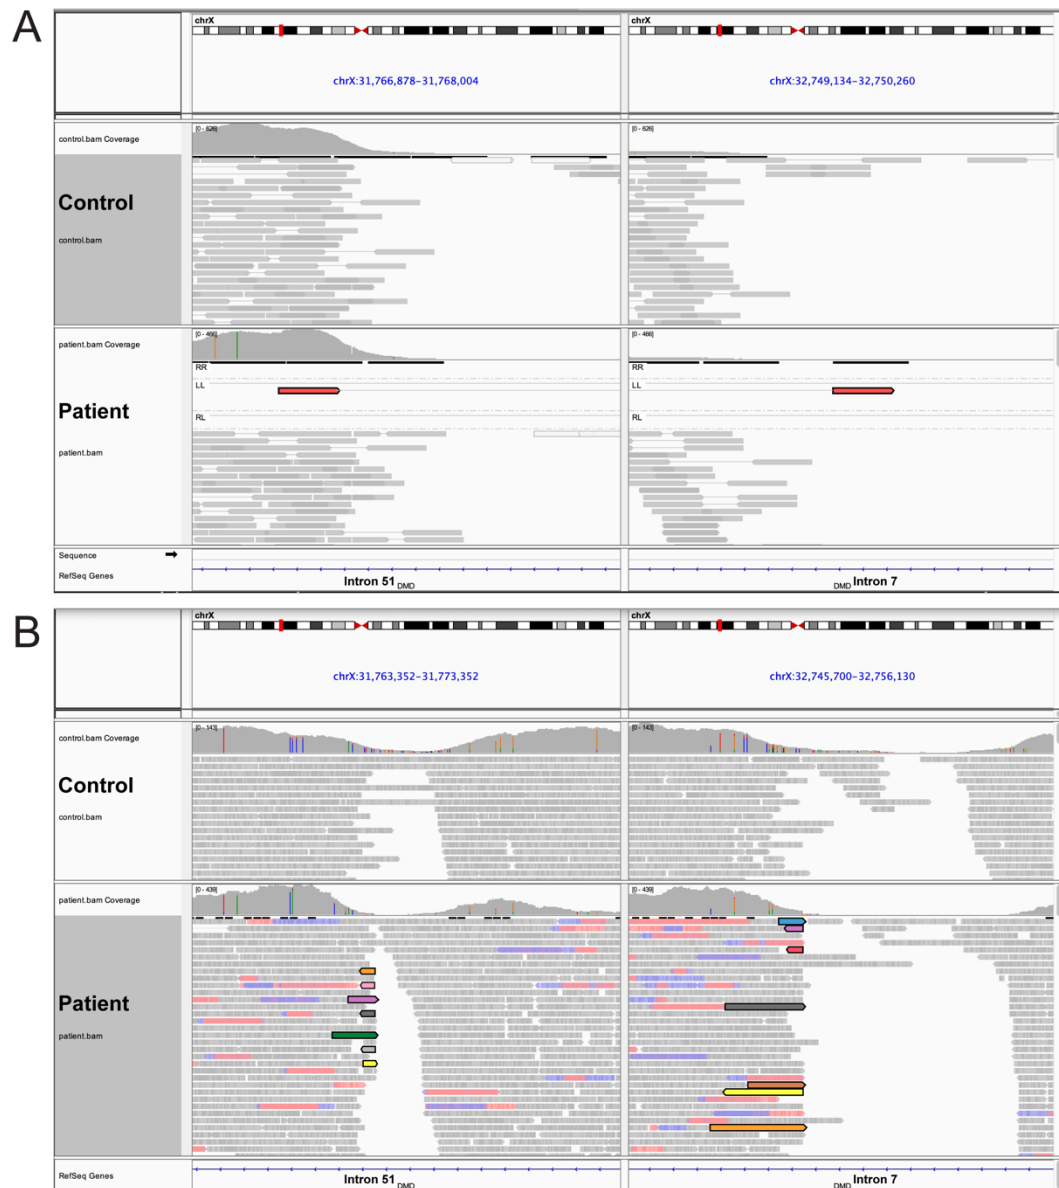 A
chrX
chrX
chrX:31,766,878-31,768,004
chrX:32,749,134-32,750,260
control.bam Coverage
[0 - 626]
[0 - 626]
Control
control.bam
patient.bam Coverage
[0 - 466]
[0 - 466]
RR
RR
LL
LL
Patient
RL
RL
patient.bam
Sequence
RefSeq Genes
Intron 51 DMD
DMD Intron 7
B
chrX
chrX
chrX:31,763,352-31,773,352
chrX:32,745,700-32,756,130
control.bam Coverage
[0 - 143]
[0 - 143]
Control
control.bam
patient.bam Coverage
[0 - 439]
[0 - 439]
Patient
patient.bam
RefSeq Genes
Intron 51 DMD
DMD Intron 7